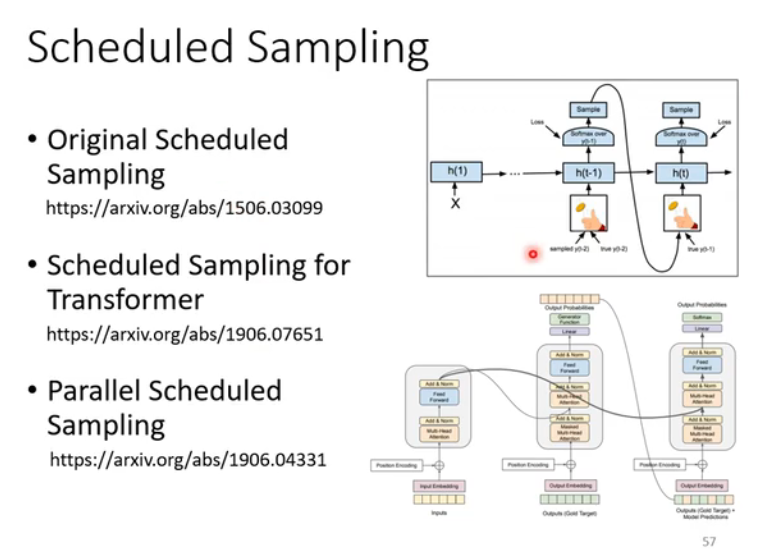 Scheduled Sampling
• Original Scheduled
Sampling
https://arxiv.org/abs/1506.03099
• Scheduled Sampling for
Transformer
https://arxiv.org/abs/1906.07651
• Parallel Scheduled
Sampling
https://arxiv.org/abs/1906.04331
Sample
Sample
Loss
Softmax over
y(t-1)
Softmax over
y(t)
Loss
h(1)
...
h(t-1)
h(t)
X
sampled y(t-2)
true y(t-2)
true y(t-1)
Output Probabilities
Generator
Function
Linear
Add & Norm
Feed
Forward
Add & Norm
Multi-Head
Attention
Add & Norm
Masked
Multi-Head
Attention
Position Encoding
Output Embedding
Outputs (Gold Target)
Output Probabilities
Softmax
Linear
Add & Norm
Feed
Forward
Add & Norm
Multi-Head
Attention
Add & Norm
Masked
Multi-Head
Attention
Position Encoding
Output Embedding
Outputs (Gold Target) +
Model Predictions
Add & Norm
Feed
Forward
Add & Norm
Multi-Head
Attention
Position Encoding
Input Embedding
Inputs
57